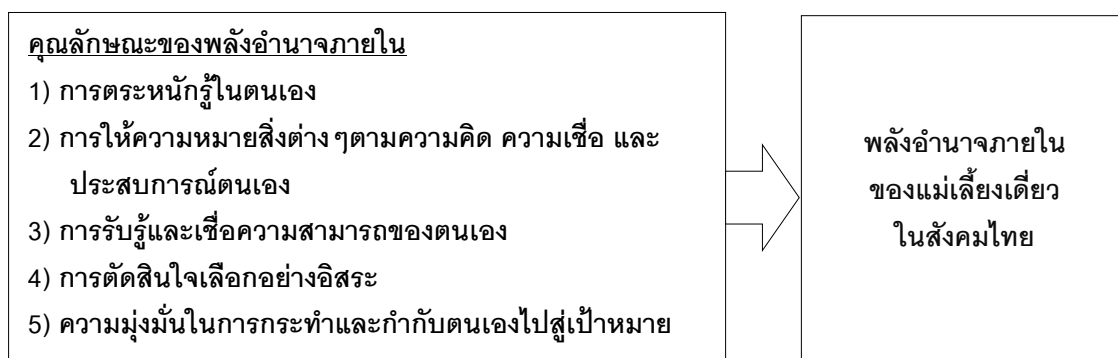 คุณลักษณะของพลังอำนาจภายใน
1) การตระหนักรู้ในตนเอง
2) การให้ความหมายสิ่งต่าง ๆตามความคิด ความเชื่อ และ
ประสบการณ์ตนเอง
3) การรับรู้และเชื่อความสามารถของตนเอง
4) การตัดสินใจเลือกอย่างอิสระ
5) ความมุ่งมั่นในการกระทำและกำกับตนเองไปสู่เป้าหมาย
พลังอำนาจภายใน
ของแม่เลี้ยงเดี่ยว
ในสังคมไทย